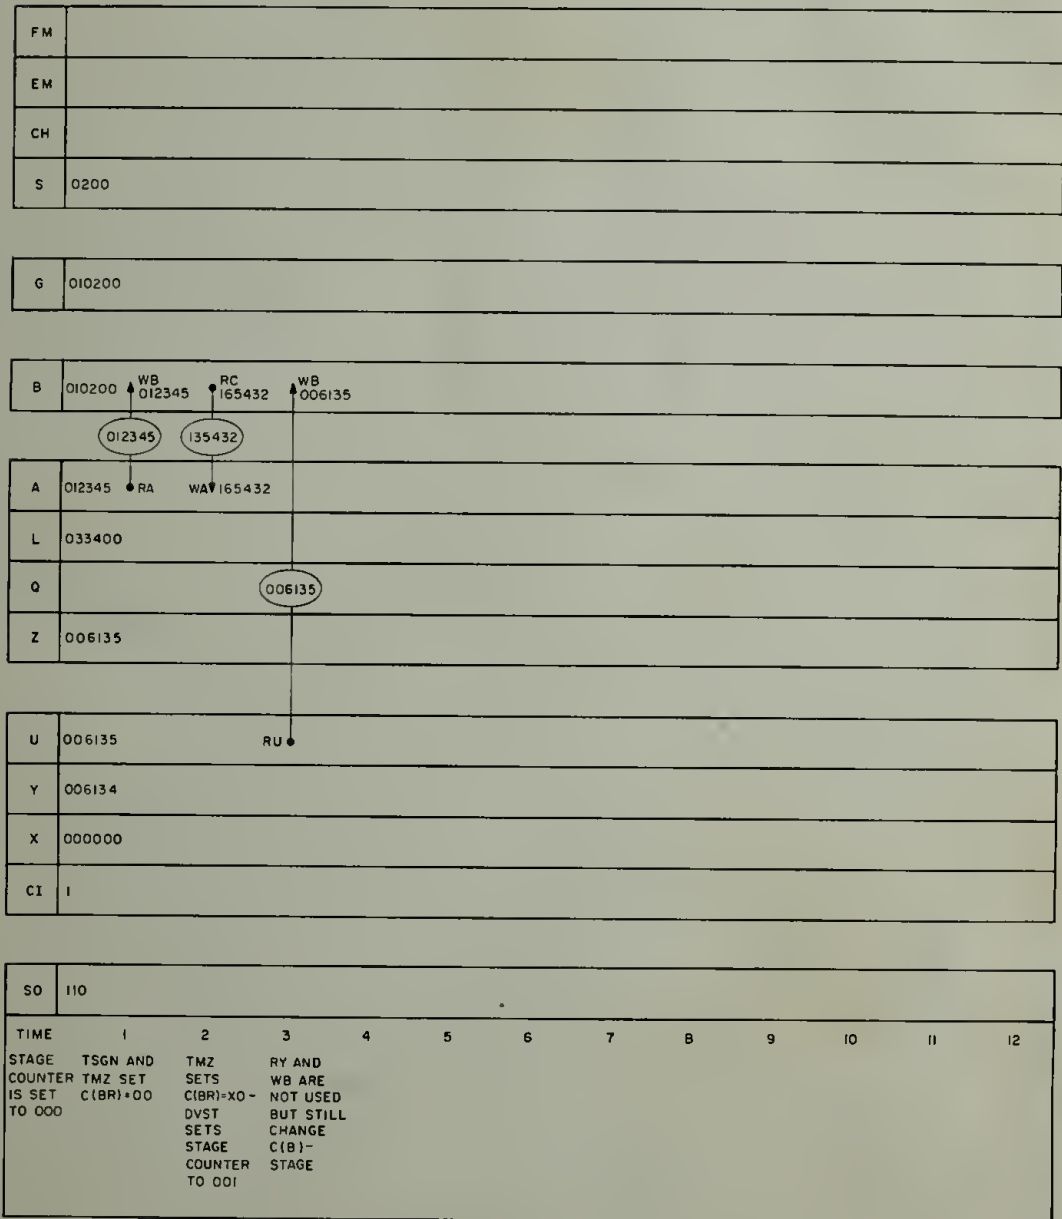 FM
EM
CH
S 0200
G 010200
B 010200 WB 012345 RC 165432 WB 006135
012345 135432
A 012345 RA WA 165432
L 033400
Q 006135
Z 006135
U 006135 RU
Y 006134
X 000000
CI 1
SO 110
TIME 1 2 3 4 5 6 7 8 9 10 11 12
STAGE TSGN AND TMZ RY AND
COUNTER TMZ SET SETS WB ARE
IS SET C(BR)=00 C(BR)=X0- NOT USED
TO 000 DVST BUT STILL
SETS CHANGE
STAGE C(B)-
COUNTER STAGE
TO 001